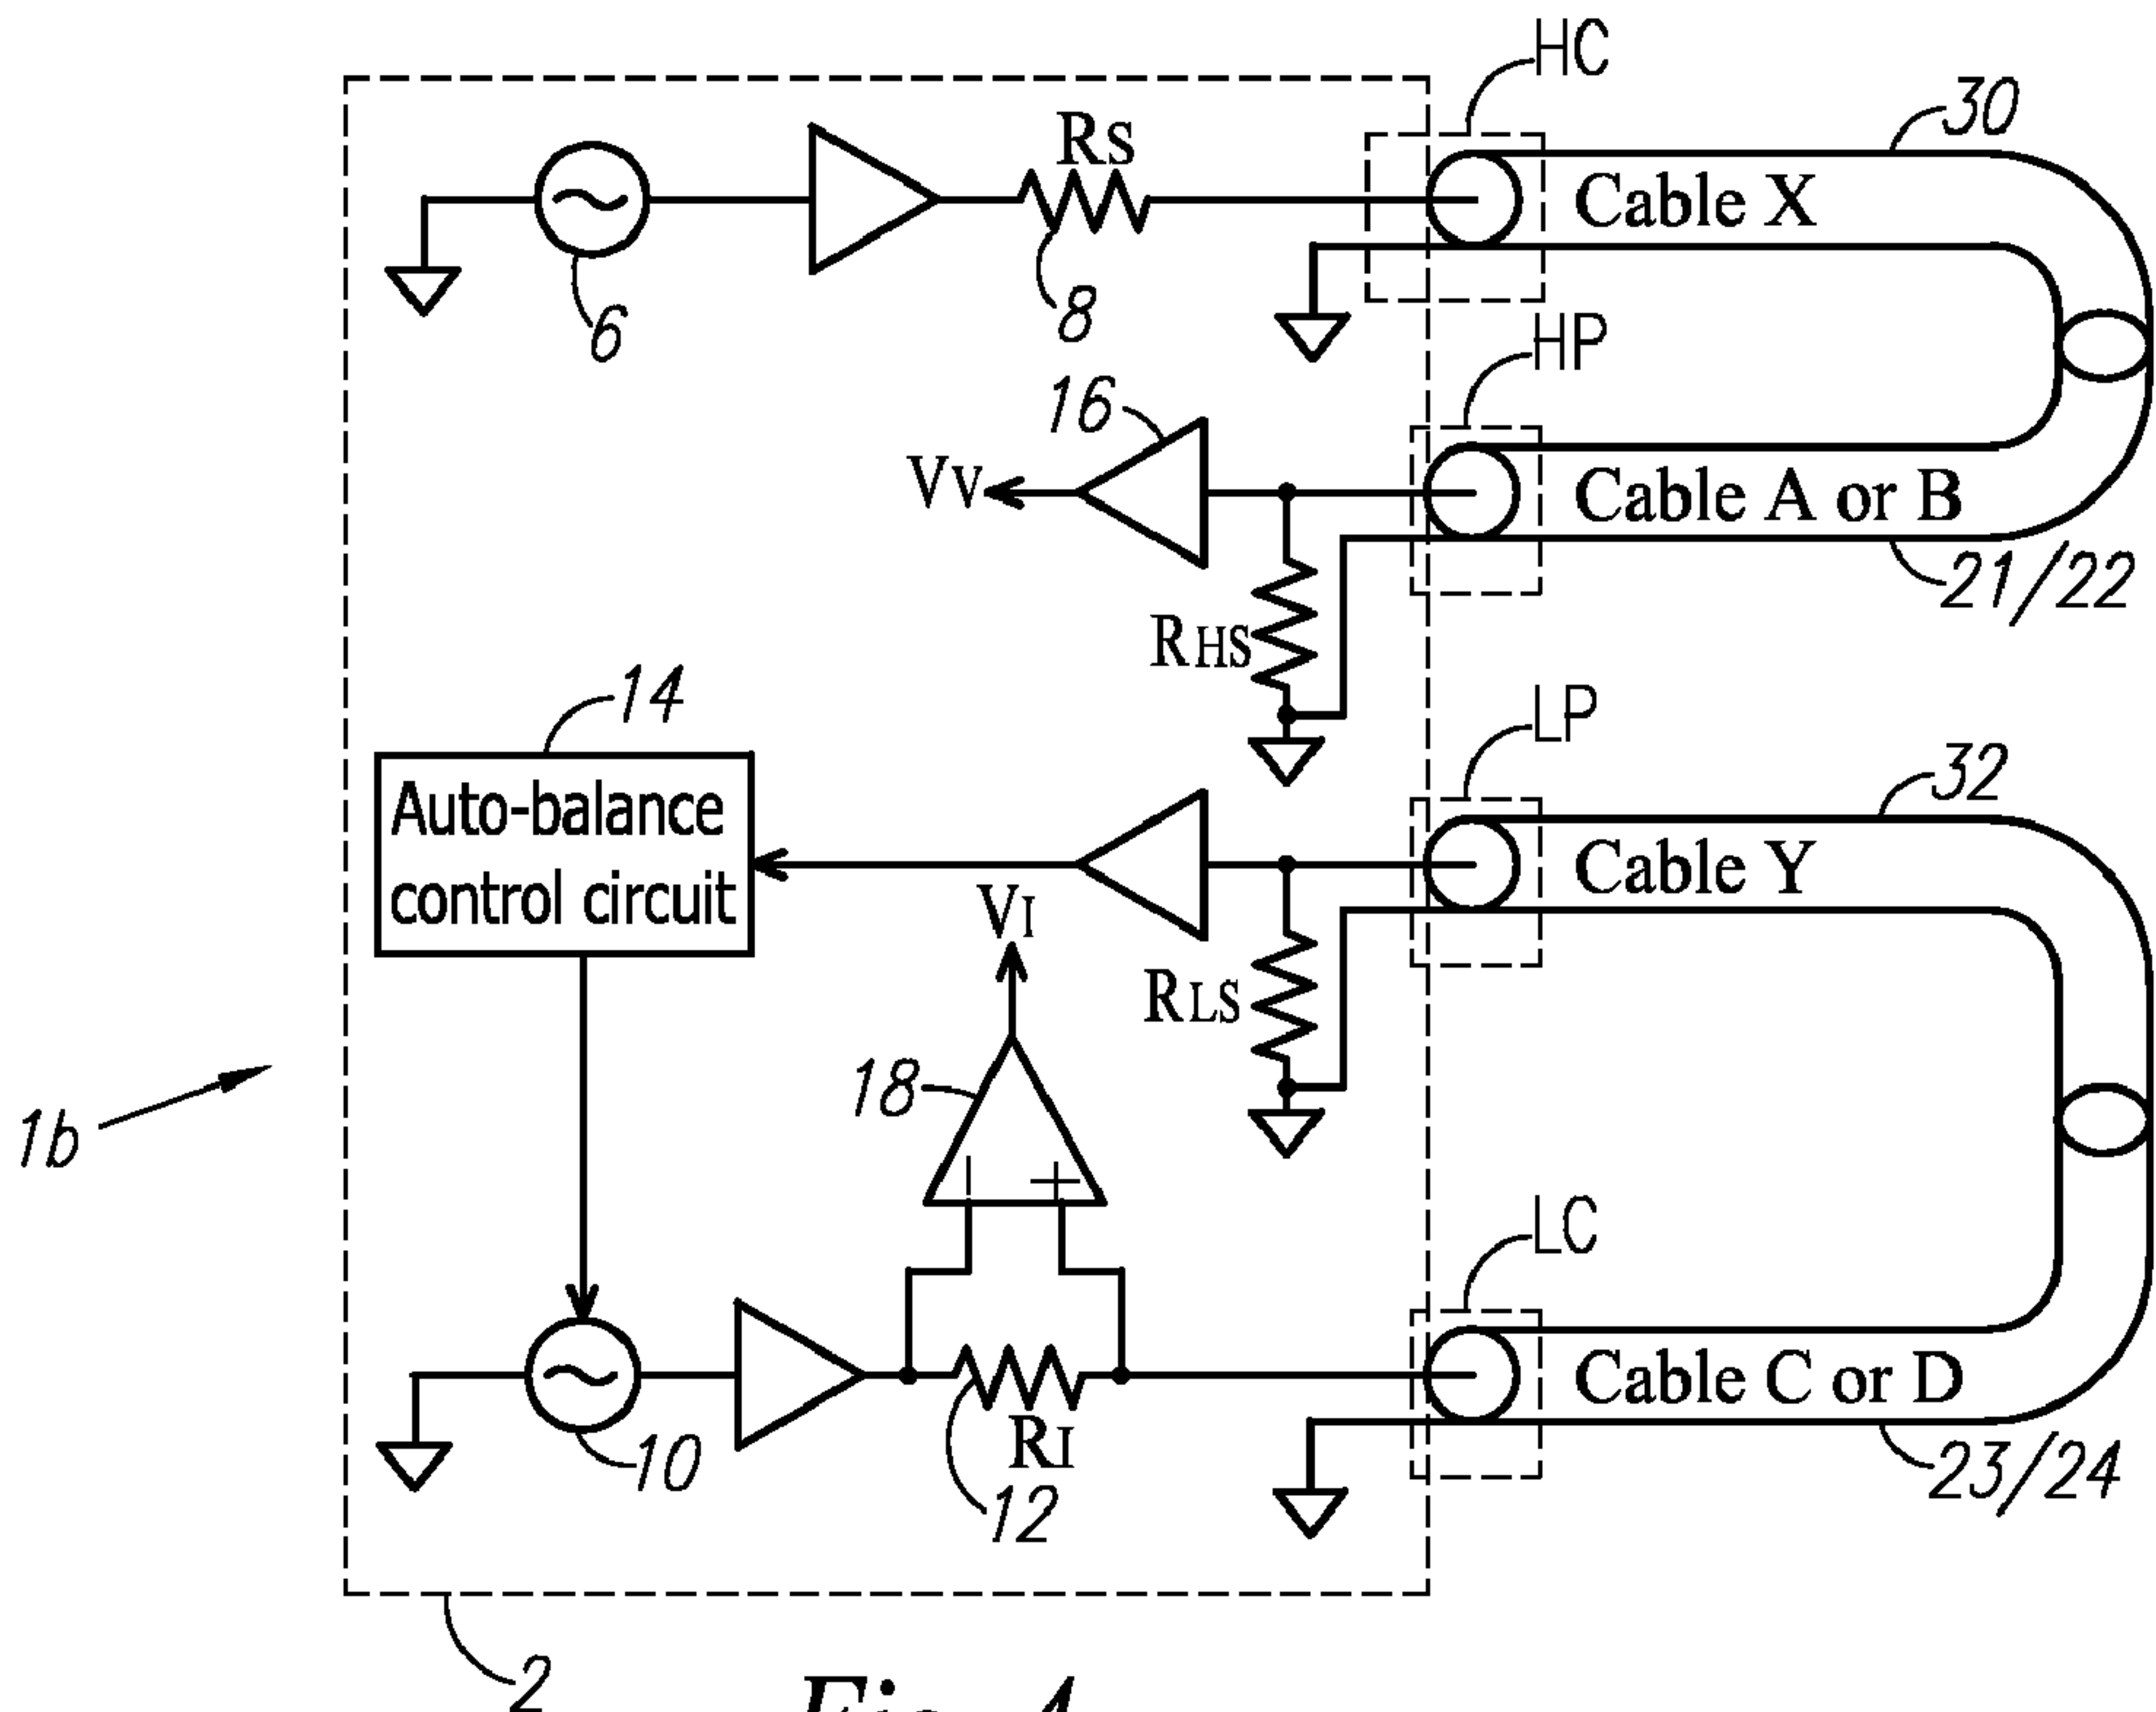 HC
30
Rs
Cable X
6
8
HP
16
Vv
Cable A or B
21/22
RHS
14
LP
32
Auto-balance
control circuit
Cable Y
VI
RLS
18
1b
LC
Cable C or D
RI
10
12
23/24
2